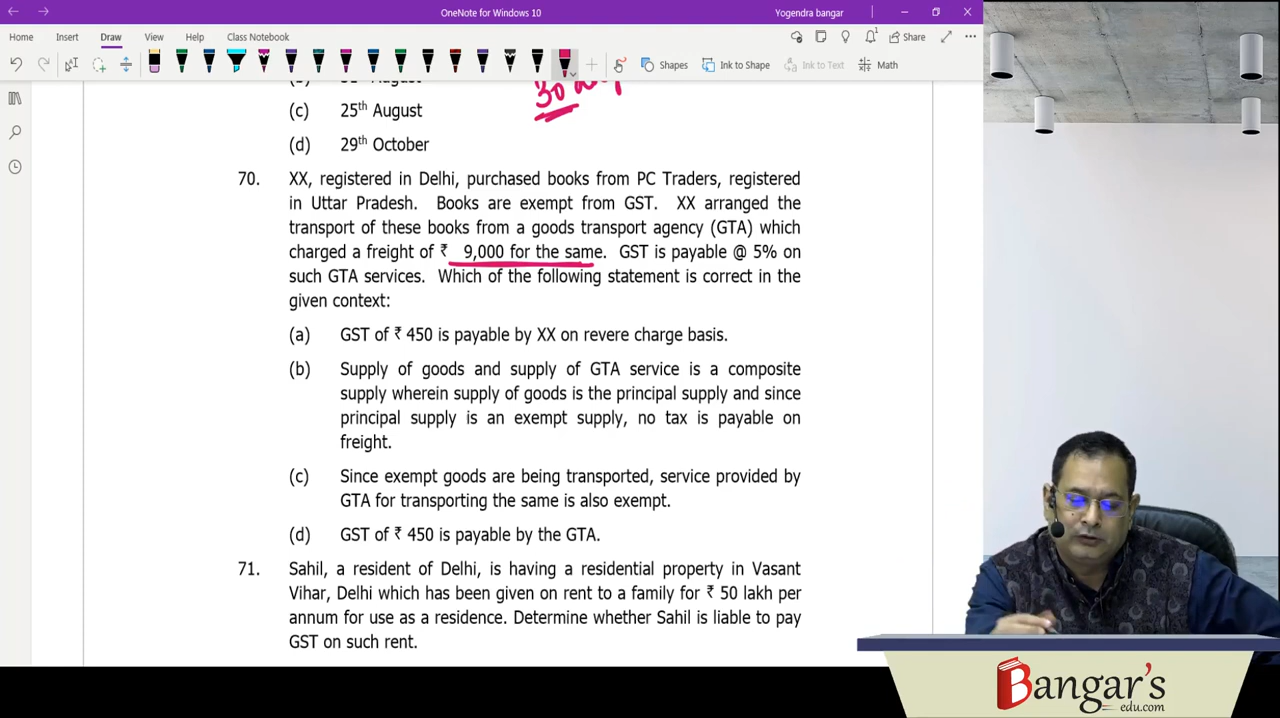 OneNote for Windows 10
Yogendra bangar
Home Insert Draw View Help Class Notebook
Share
Shapes
Ink to Shape
Ink to Text
Math
August
(c) 25th August
(d) 29th October
70. XX, registered in Delhi, purchased books from PC Traders, registered
in Uttar Pradesh. Books are exempt from GST. XX arranged the
transport of these books from a goods transport agency (GTA) which
charged a freight of ₹ 9,000 for the same. GST is payable @ 5% on
such GTA services. Which of the following statement is correct in the
given context:
(a) GST of ₹ 450 is payable by XX on revere charge basis.
(b) Supply of goods and supply of GTA service is a composite
supply wherein supply of goods is the principal supply and since
principal supply is an exempt supply, no tax is payable on
freight.
(c) Since exempt goods are being transported, service provided by
GTA for transporting the same is also exempt.
(d) GST of ₹ 450 is payable by the GTA.
71. Sahil, a resident of Delhi, is having a residential property in Vasant
Vihar, Delhi which has been given on rent to a family for ₹ 50 lakh per
annum for use as a residence. Determine whether Sahil is liable to pay
GST on such rent.
Bangar's
edu.com